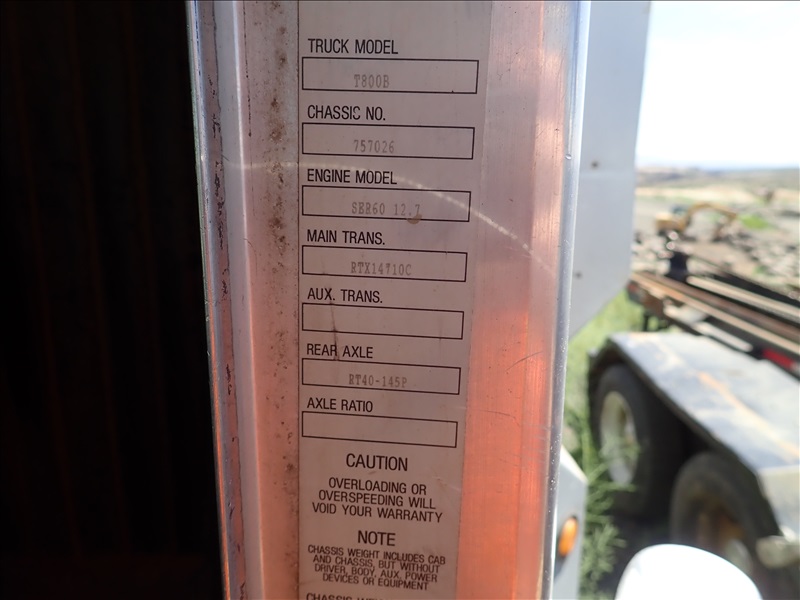 TRUCK MODEL
T800B
CHASSIC NO.
757026
ENGINE MODEL
SER60 12.7
MAIN TRANS.
RTX14710C
AUX. TRANS.
REAR AXLE
RT40-145P
AXLE RATIO
CAUTION
OVERLOADING OR
OVERSPEEDING WILL
VOID YOUR WARRANTY
NOTE
CHASSIS WEIGHT INCLUDES CAB
AND CHASSIS, BUT WITHOUT
DRIVER, BODY, AUX. POWER
DEVICES OR EQUIPMENT